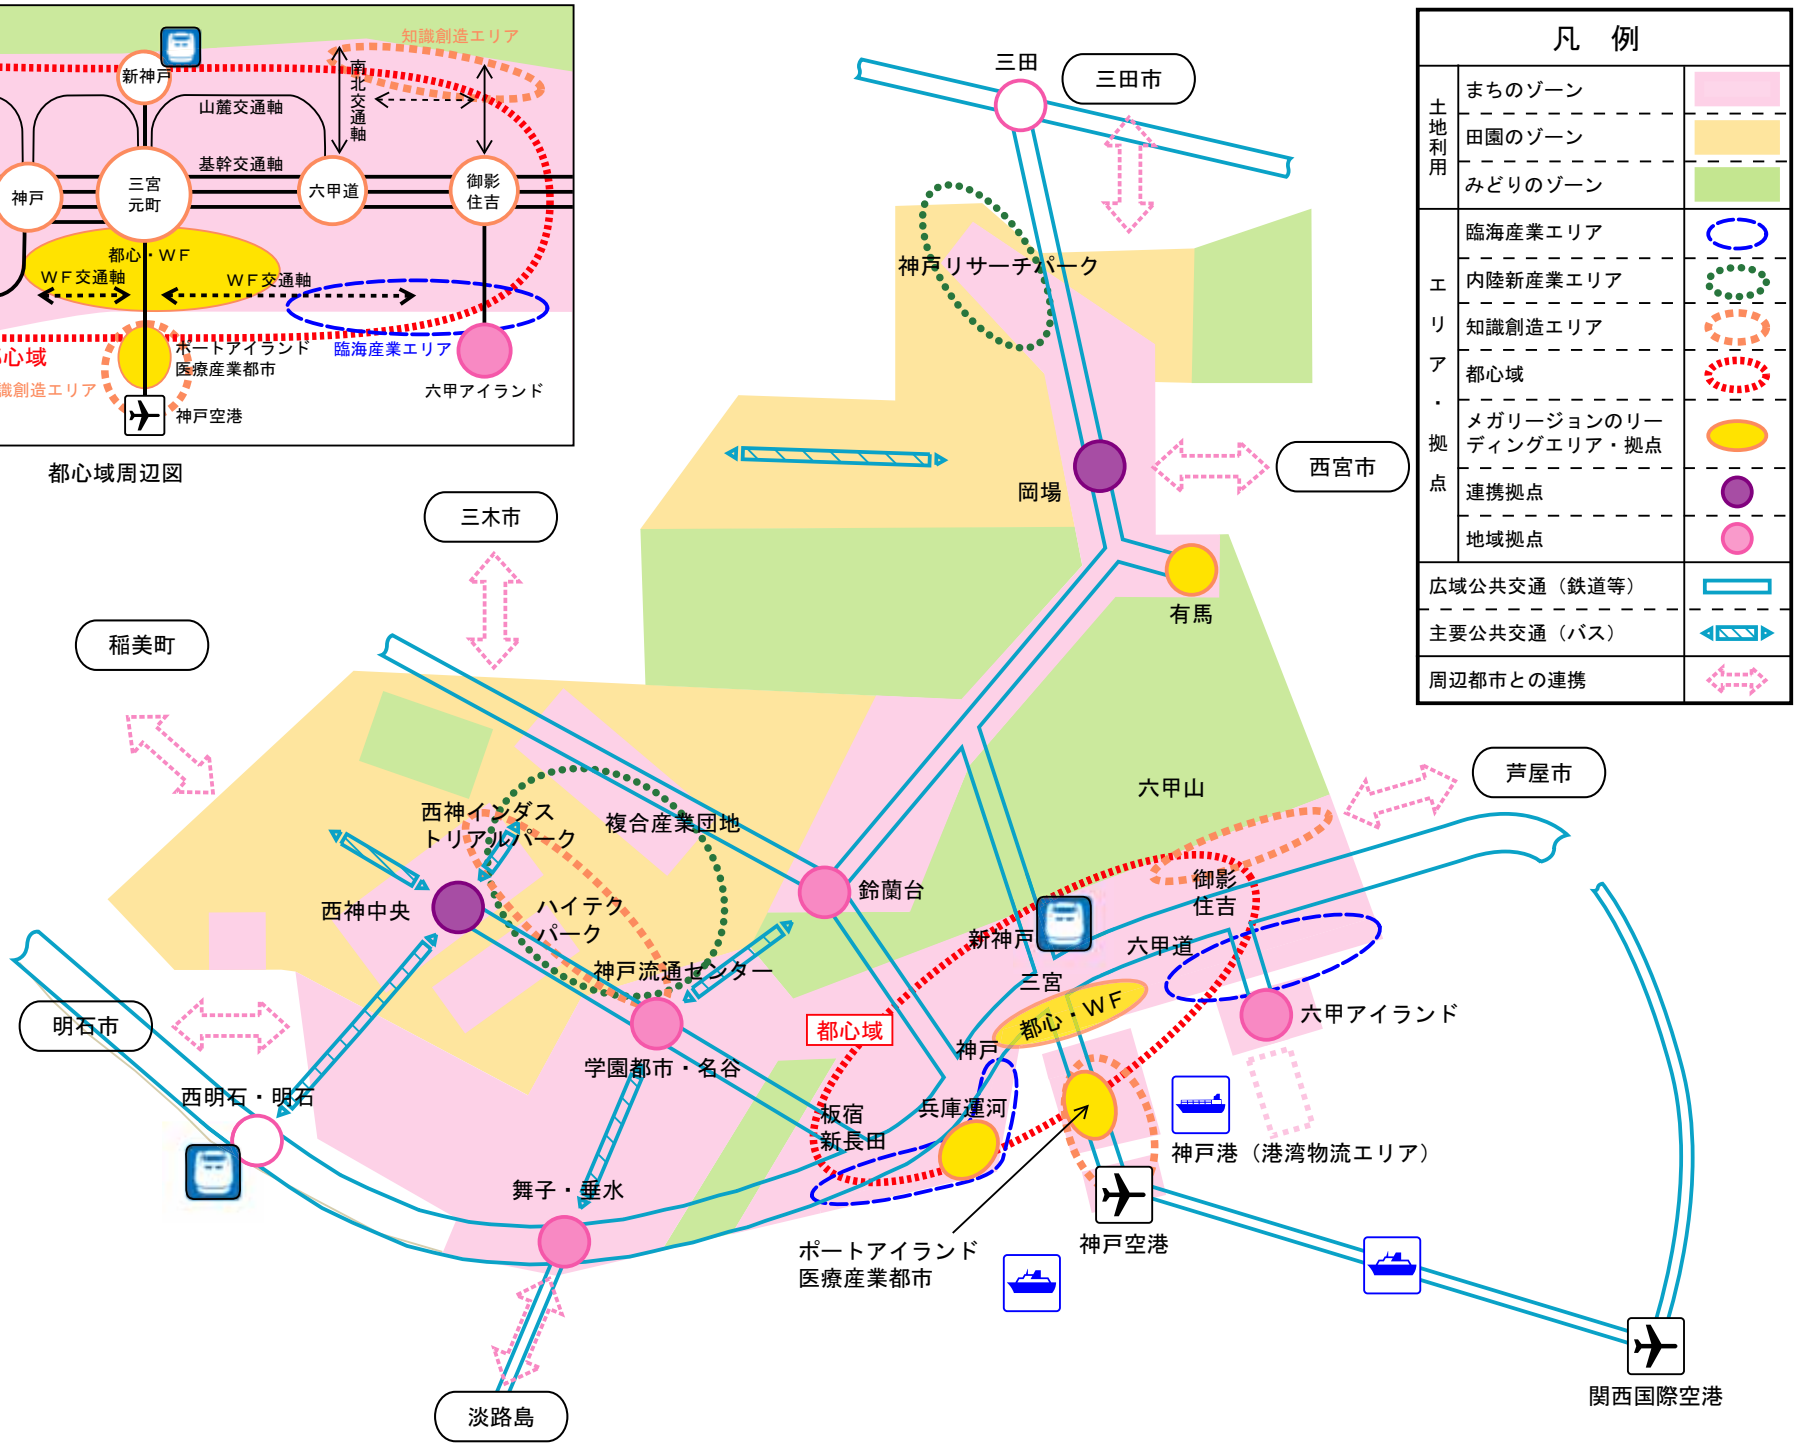 知識創造エリア
新神戸
南北交通軸
山麓交通軸
基幹交通軸
神戸
三宮
元町
六甲道
御影
住吉
都心・WF
WF交通軸
WF交通軸
心域
ポートアイランド
医療産業都市
臨海産業エリア
識創造エリア
六甲アイランド
神戸空港
都心域周辺図
凡 例
土地利用
まちのゾーン
田園のゾーン
みどりのゾーン
エリア・拠点
臨海産業エリア
内陸新産業エリア
知識創造エリア
都心域
メガリージョンのリー
ディングエリア・拠点
連携拠点
地域拠点
広域公共交通（鉄道等）
主要公共交通（バス）
周辺都市との連携
三田
三田市
神戸リサーチパーク
西宮市
岡場
三木市
有馬
稲美町
芦屋市
六甲山
西神インダス
トリアルパーク
複合産業団地
西神中央
ハイテク
パーク
鈴蘭台
御影
住吉
新神戸
六甲道
神戸流通センター
三宮
都心・WF
六甲アイランド
明石市
都心域
神戸
学園都市・名谷
西明石・明石
板宿
新長田
兵庫運河
神戸港（港湾物流エリア）
舞子・垂水
ポートアイランド
医療産業都市
神戸空港
関西国際空港
淡路島